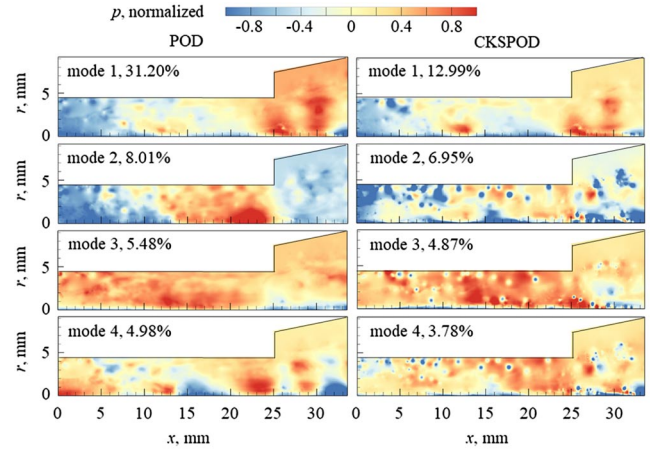 p, normalized
-0.8 -0.4 0 0.4 0.8
POD CKSPOD
mode 1, 31.20% mode 1, 12.99%
r, mm
5
0
mode 2, 8.01% mode 2, 6.95%
r, mm
5
0
mode 3, 5.48% mode 3, 4.87%
r, mm
5
0
mode 4, 4.98% mode 4, 3.78%
r, mm
5
0
0 5 10 15 20 25 30 0 5 10 15 20 25 30
x, mm x, mm